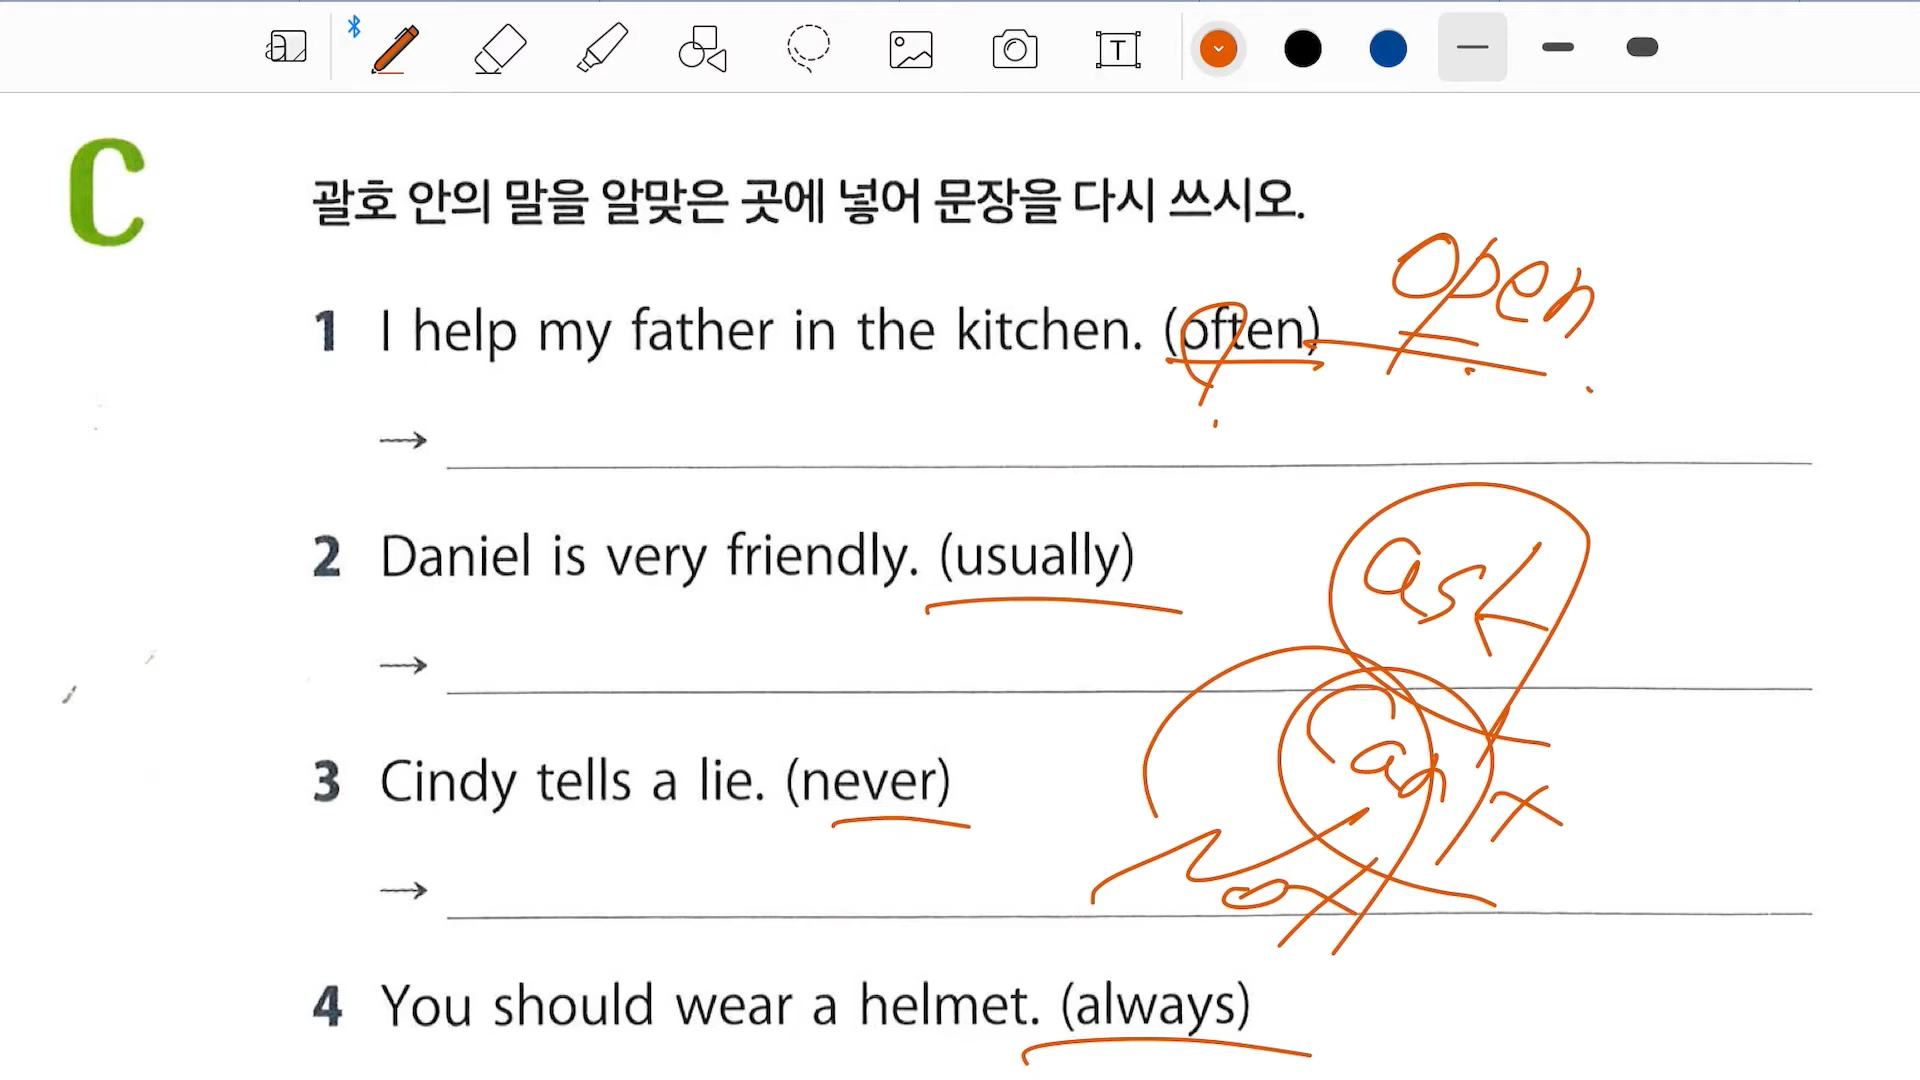 C
괄호 안의 말을 알맞은 곳에 넣어 문장을 다시 쓰시오.
open
1 I help my father in the kitchen. (often)
→
2 Daniel is very friendly. (usually)
ask
→
can
3 Cindy tells a lie. (never)
not
→
4 You should wear a helmet. (always)